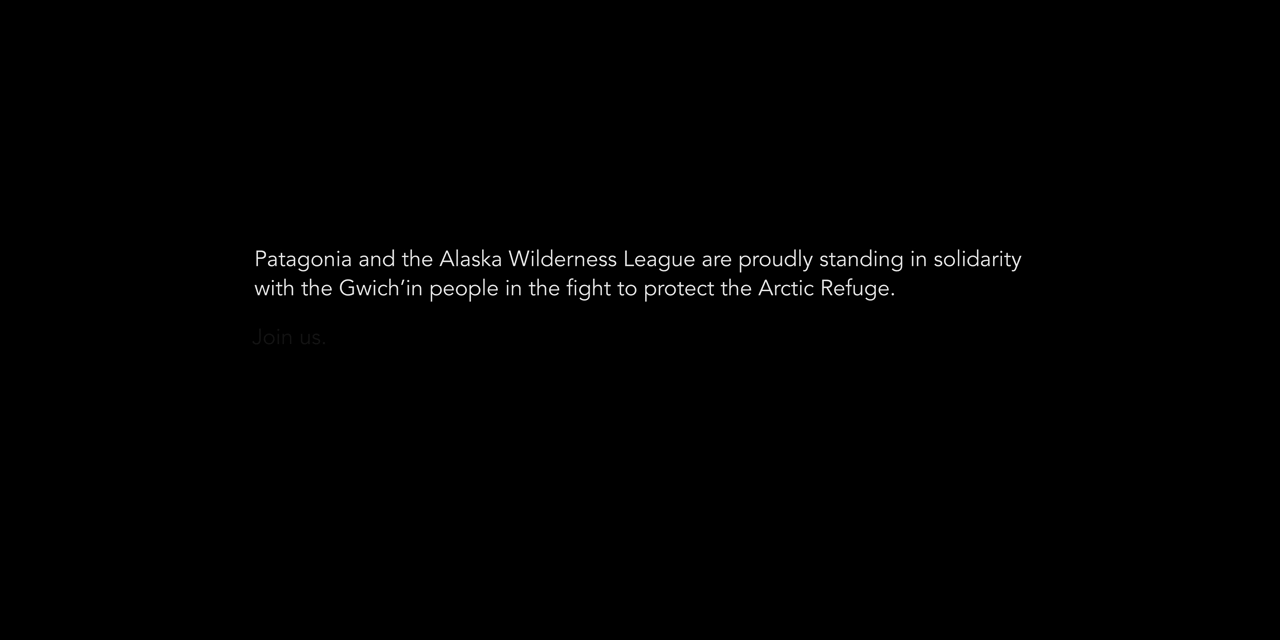 Patagonia and the Alaska Wilderness League are proudly standing in solidarity
with the Gwich’in people in the fight to protect the Arctic Refuge.
Join us.